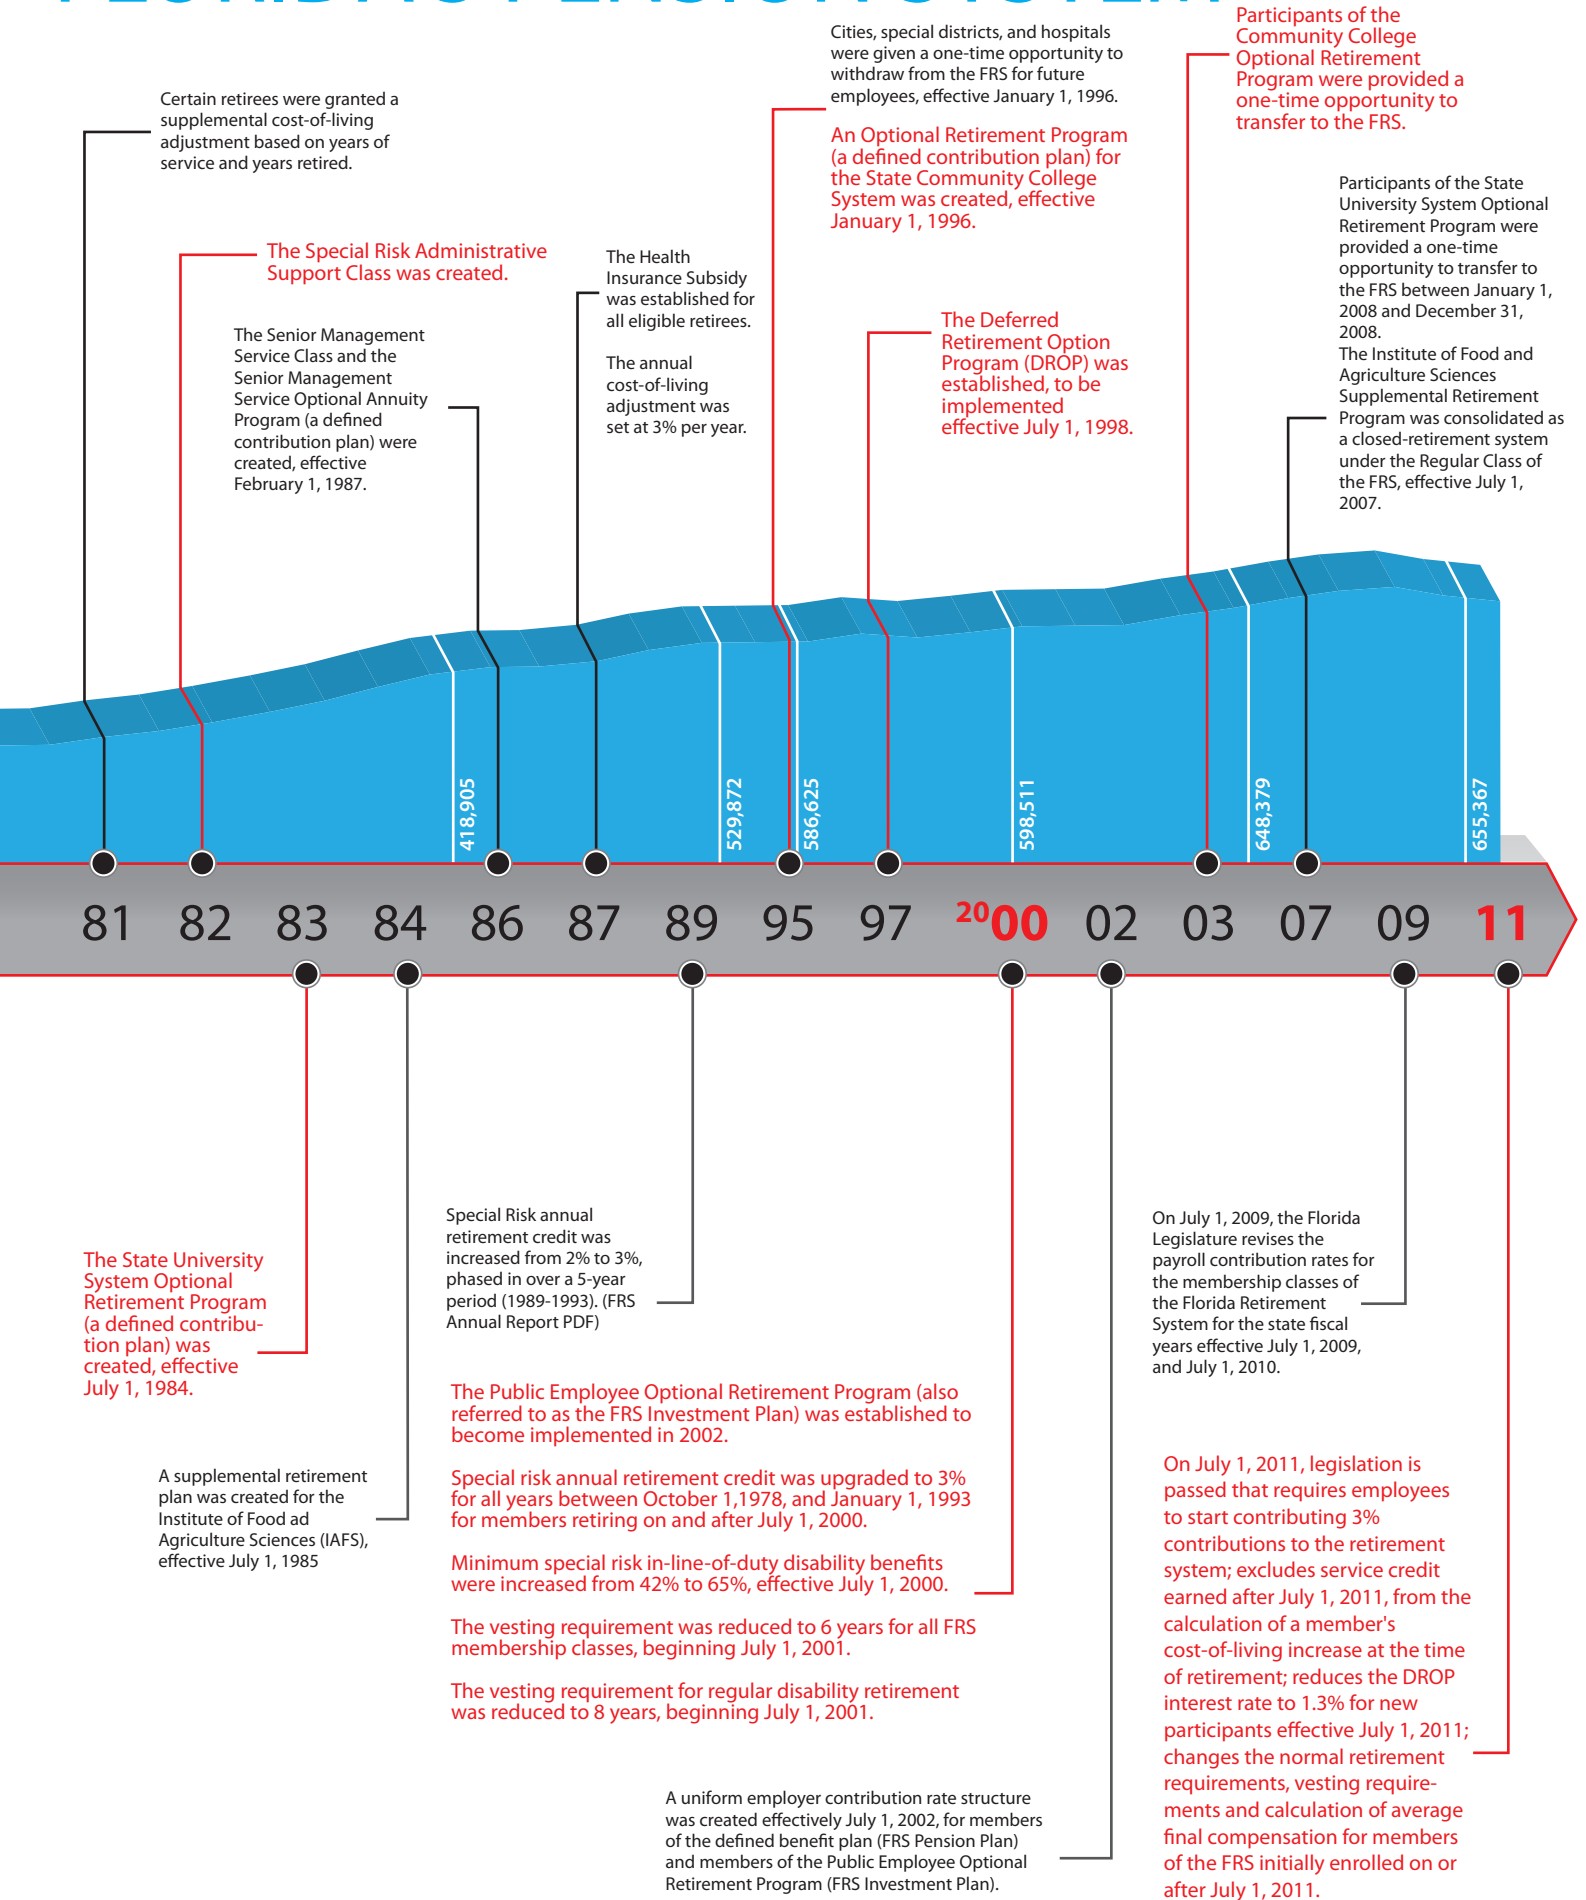 Participants of the
Community College
Optional Retirement
Program were provided a
one-time opportunity to
transfer to the FRS.
Cities, special districts, and hospitals
were given a one-time opportunity to
withdraw from the FRS for future
employees, effective January 1, 1996.
An Optional Retirement Program
(a defined contribution plan) for
the State Community College
System was created, effective
January 1, 1996.
Certain retirees were granted a
supplemental cost-of-living
adjustment based on years of
service and years retired.
Participants of the State
University System Optional
Retirement Program were
provided a one-time
opportunity to transfer to
the FRS between January 1,
2008 and December 31,
2008.
The Institute of Food and
Agriculture Sciences
Supplemental Retirement
Program was consolidated as
a closed-retirement system
under the Regular Class of
the FRS, effective July 1,
2007.
The Special Risk Administrative
Support Class was created.
The Health
Insurance Subsidy
was established for
all eligible retirees.
The annual
cost-of-living
adjustment was
set at 3% per year.
The Deferred
Retirement Option
Program (DROP) was
established, to be
implemented
effective July 1, 1998.
The Senior Management
Service Class and the
Senior Management
Service Optional Annuity
Program (a defined
contribution plan) were
created, effective
February 1, 1987.
418,905
529,872
586,625
598,511
648,379
655,367
81 82 83 84 86 87 89 95 97 2000 02 03 07 09 11
The State University
System Optional
Retirement Program
(a defined contribu-
tion plan) was
created, effective
July 1, 1984.
A supplemental retirement
plan was created for the
Institute of Food ad
Agriculture Sciences (IAFS),
effective July 1, 1985
Special Risk annual
retirement credit was
increased from 2% to 3%,
phased in over a 5-year
period (1989-1993). (FRS
Annual Report PDF)
The Public Employee Optional Retirement Program (also
referred to as the FRS Investment Plan) was established to
become implemented in 2002.
Special risk annual retirement credit was upgraded to 3%
for all years between October 1,1978, and January 1, 1993
for members retiring on and after July 1, 2000.
Minimum special risk in-line-of-duty disability benefits
were increased from 42% to 65%, effective July 1, 2000.
The vesting requirement was reduced to 6 years for all FRS
membership classes, beginning July 1, 2001.
The vesting requirement for regular disability retirement
was reduced to 8 years, beginning July 1, 2001.
A uniform employer contribution rate structure
was created effectively July 1, 2002, for members
of the defined benefit plan (FRS Pension Plan)
and members of the Public Employee Optional
Retirement Program (FRS Investment Plan).
On July 1, 2009, the Florida
Legislature revises the
payroll contribution rates for
the membership classes of
the Florida Retirement
System for the state fiscal
years effective July 1, 2009,
and July 1, 2010.
On July 1, 2011, legislation is
passed that requires employees
to start contributing 3%
contributions to the retirement
system; excludes service credit
earned after July 1, 2011, from the
calculation of a member's
cost-of-living increase at the time
of retirement; reduces the DROP
interest rate to 1.3% for new
participants effective July 1, 2011;
changes the normal retirement
requirements, vesting require-
ments and calculation of average
final compensation for members
of the FRS initially enrolled on or
after July 1, 2011.